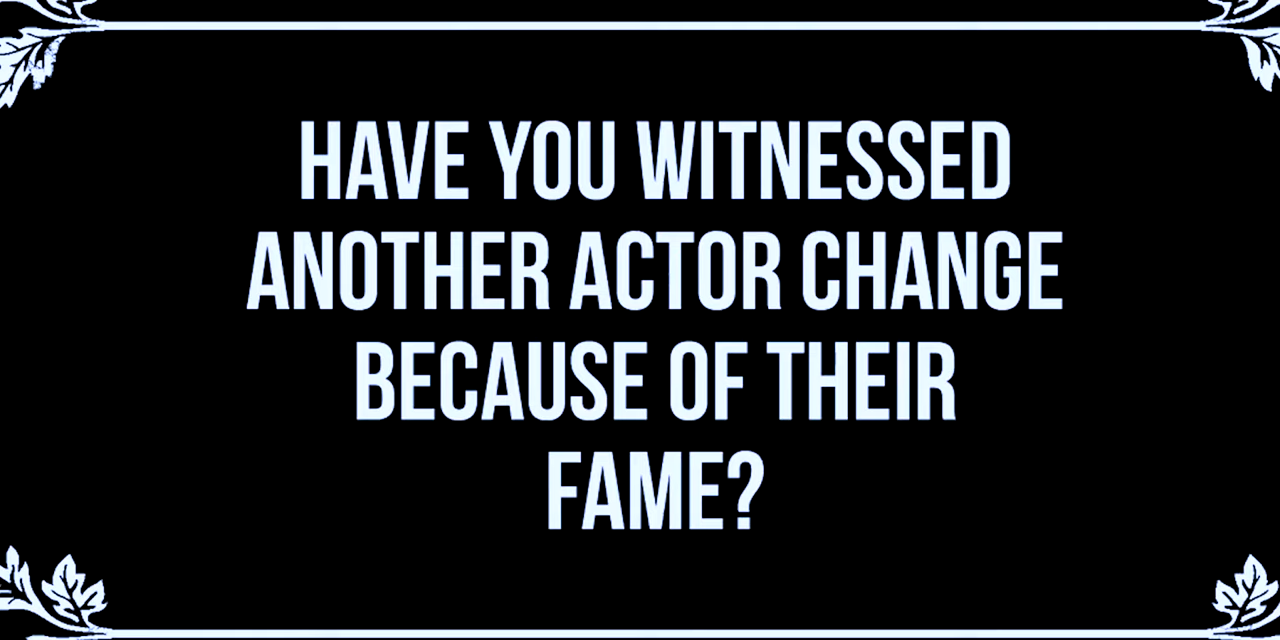 HAVE YOU WITNESSED
ANOTHER ACTOR CHANGE
BECAUSE OF THEIR
FAME?